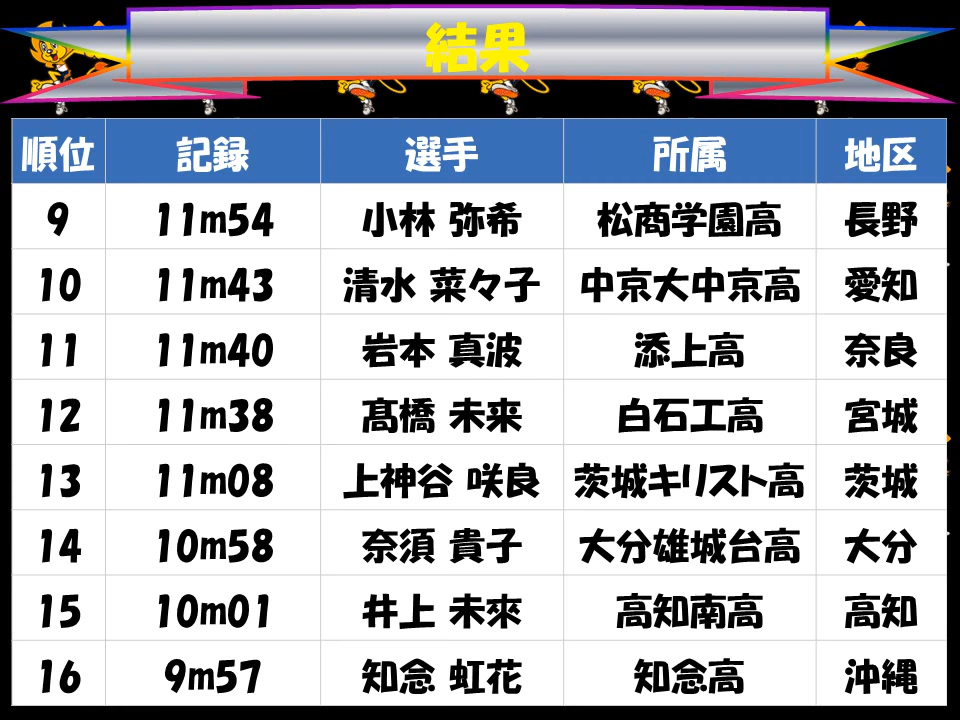 結果
順位 記録 選手 所属 地区
9 11m54 小林 弥希 松商学園高 長野
10 11m43 清水 菜々子 中京大中京高 愛知
11 11m40 岩本 真波 添上高 奈良
12 11m38 髙橋 未来 白石工高 宮城
13 11m08 上神谷 咲良 茨城キリスト高 茨城
14 10m58 奈須 貴子 大分雄城台高 大分
15 10m01 井上 未來 高知南高 高知
16 9m57 知念 虹花 知念高 沖縄